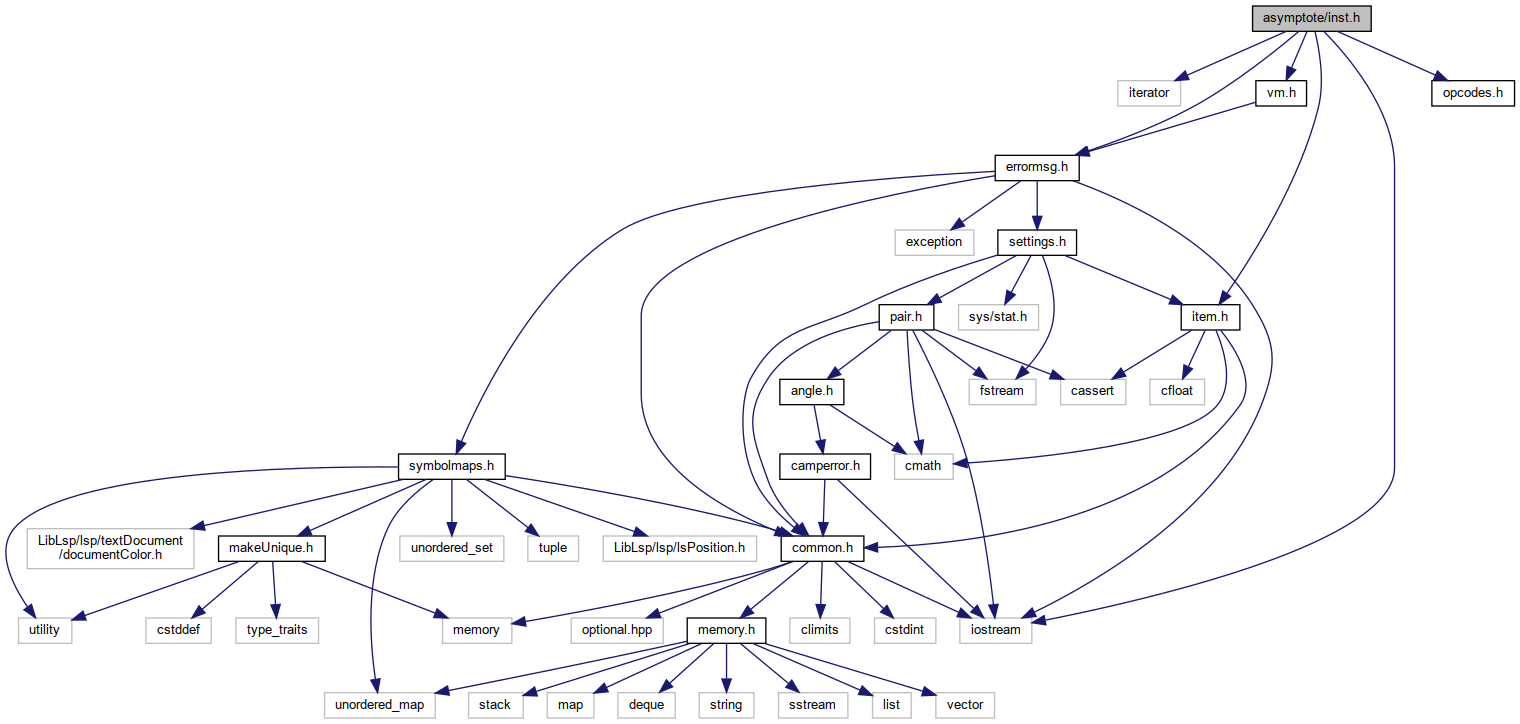 asymptote/inst.h
iterator
vm.h
opcodes.h
errormsg.h
exception
settings.h
pair.h
sys/stat.h
item.h
angle.h
fstream
cassert
cfloat
symbolmaps.h
camperror.h
cmath
LibLsp/lsp/textDocument
/documentColor.h
makeUnique.h
unordered_set
tuple
LibLsp/lsp/lsPosition.h
common.h
utility
cstddef
type_traits
memory
optional.hpp
memory.h
climits
cstdint
iostream
unordered_map
stack
map
deque
string
sstream
list
vector